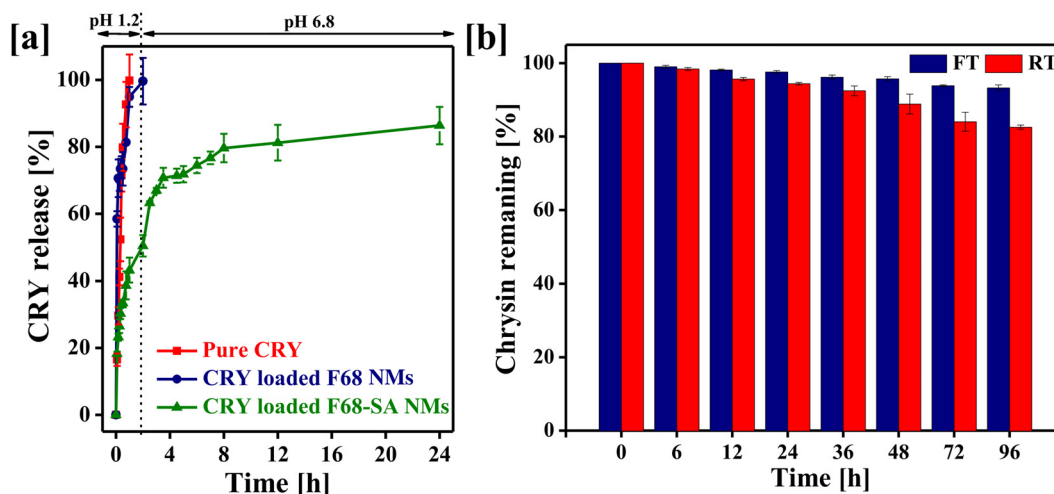 [a]
pH 1.2
pH 6.8
CRY release [%]
100
80
60
40
20
0
Pure CRY
CRY loaded F68 NMs
CRY loaded F68-SA NMs
0 4 8 12 16 20 24
Time [h]
[b]
Chrysin remaining [%]
100
80
60
40
20
0
FT RT
0 6 12 24 36 48 72 96
Time [h]